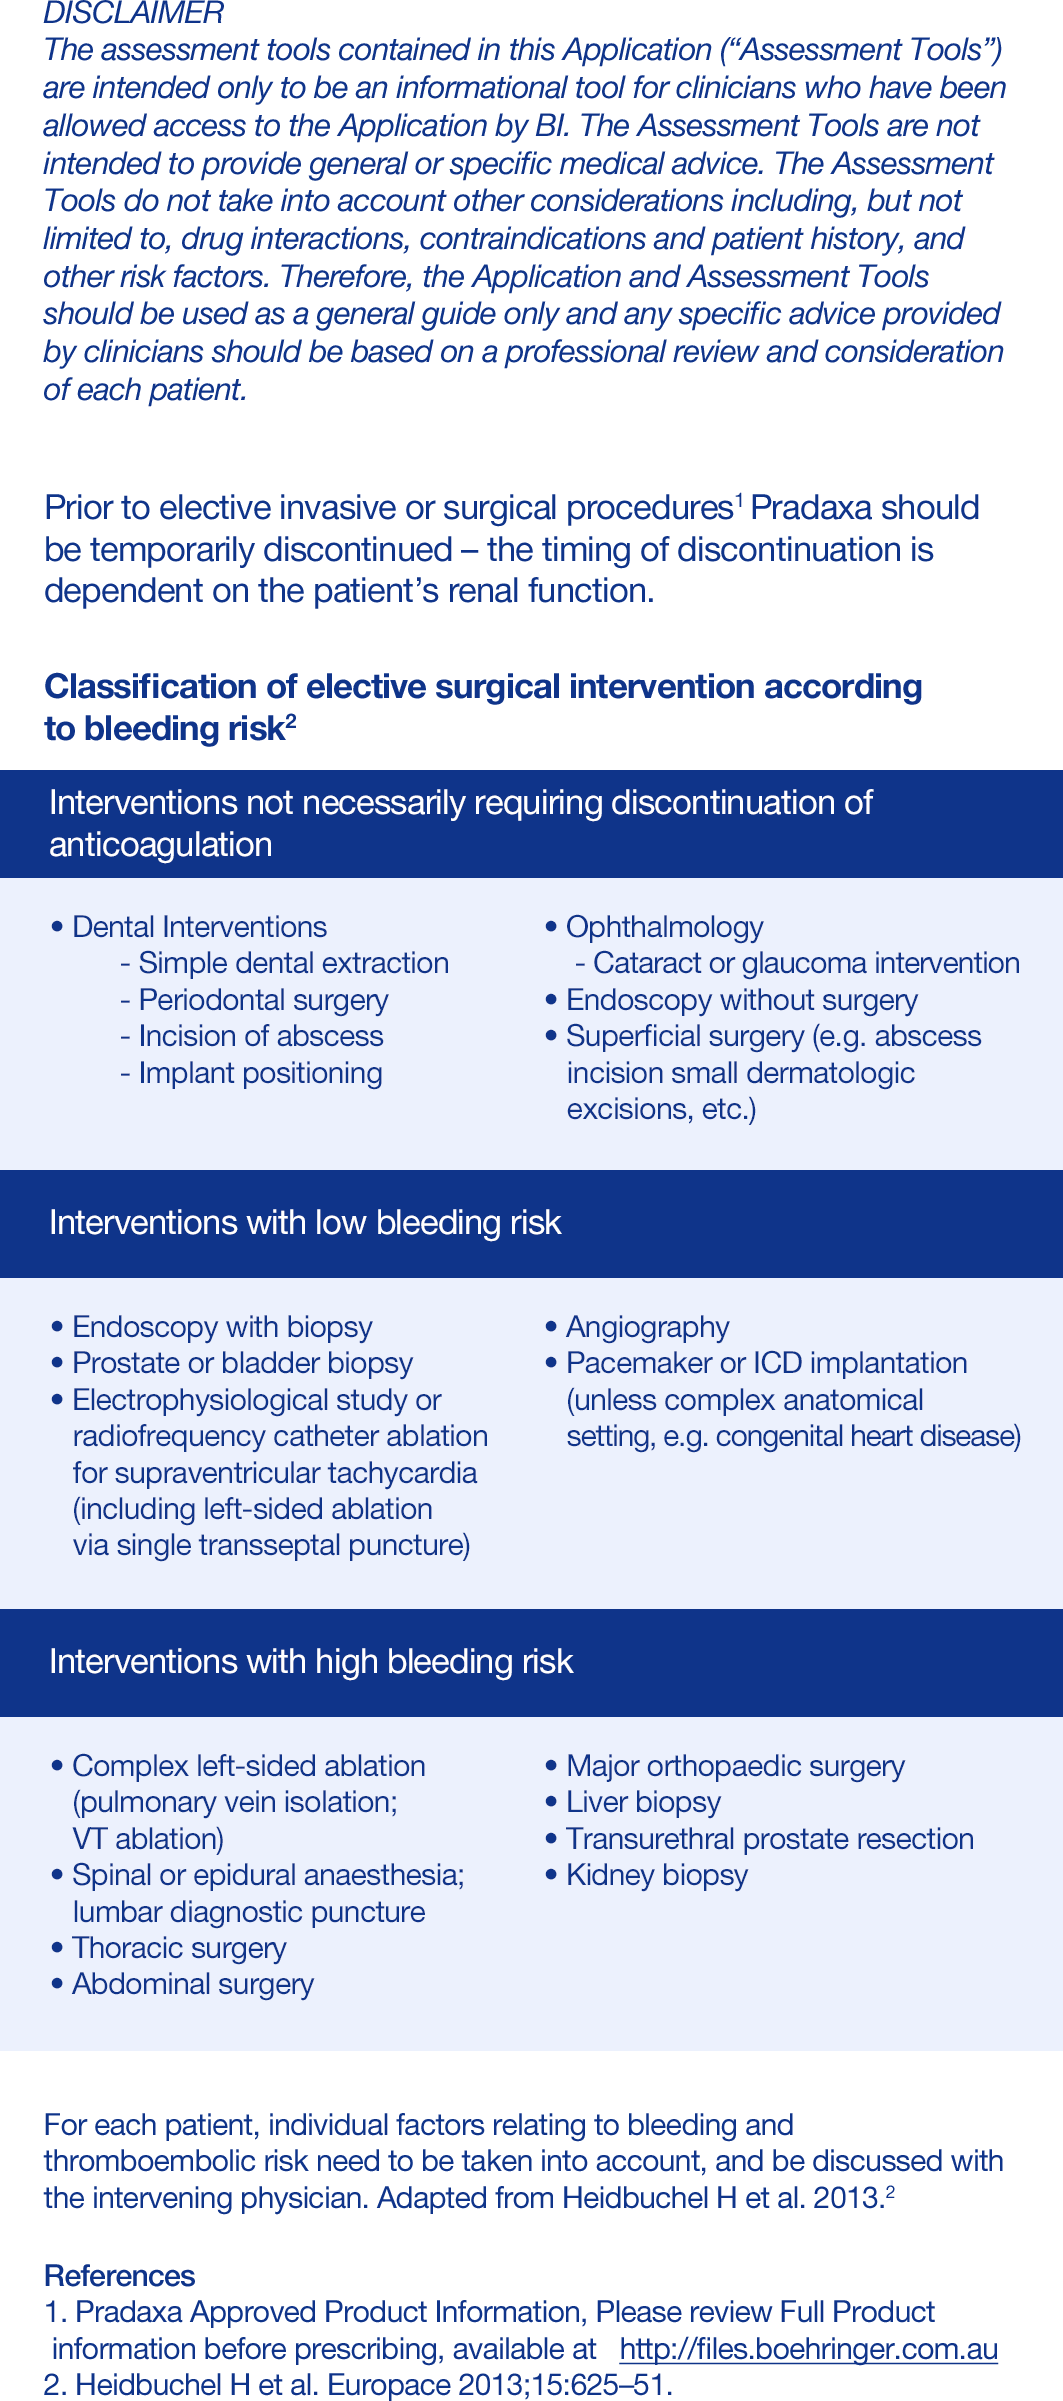 DISCLAIMER
The assessment tools contained in this Application (“Assessment Tools”)
are intended only to be an informational tool for clinicians who have been
allowed access to the Application by BI. The Assessment Tools are not
intended to provide general or specific medical advice. The Assessment
Tools do not take into account other considerations including, but not
limited to, drug interactions, contraindications and patient history, and
other risk factors. Therefore, the Application and Assessment Tools
should be used as a general guide only and any specific advice provided
by clinicians should be based on a professional review and consideration
of each patient.
Prior to elective invasive or surgical procedures¹ Pradaxa should
be temporarily discontinued – the timing of discontinuation is
dependent on the patient’s renal function.
Classification of elective surgical intervention according
to bleeding risk²
Interventions not necessarily requiring discontinuation of
anticoagulation
• Dental Interventions
- Simple dental extraction
- Periodontal surgery
- Incision of abscess
- Implant positioning
• Ophthalmology
- Cataract or glaucoma intervention
• Endoscopy without surgery
• Superficial surgery (e.g. abscess
incision small dermatologic
excisions, etc.)
Interventions with low bleeding risk
• Endoscopy with biopsy
• Prostate or bladder biopsy
• Electrophysiological study or
radiofrequency catheter ablation
for supraventricular tachycardia
(including left-sided ablation
via single transseptal puncture)
• Angiography
• Pacemaker or ICD implantation
(unless complex anatomical
setting, e.g. congenital heart disease)
Interventions with high bleeding risk
• Complex left-sided ablation
(pulmonary vein isolation;
VT ablation)
• Spinal or epidural anaesthesia;
lumbar diagnostic puncture
• Thoracic surgery
• Abdominal surgery
• Major orthopaedic surgery
• Liver biopsy
• Transurethral prostate resection
• Kidney biopsy
For each patient, individual factors relating to bleeding and
thromboembolic risk need to be taken into account, and be discussed with
the intervening physician. Adapted from Heidbuchel H et al. 2013.²
References
1. Pradaxa Approved Product Information, Please review Full Product
information before prescribing, available at http://files.boehringer.com.au
2. Heidbuchel H et al. Europace 2013;15:625–51.